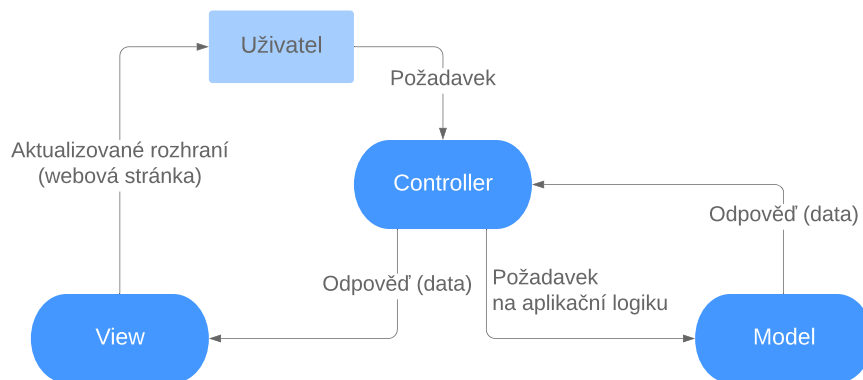 Uživatel
Požadavek
Aktualizované rozhraní
(webová stránka)
Controller
Odpověď (data)
Odpověď (data)
Požadavek
na aplikační logiku
View
Model